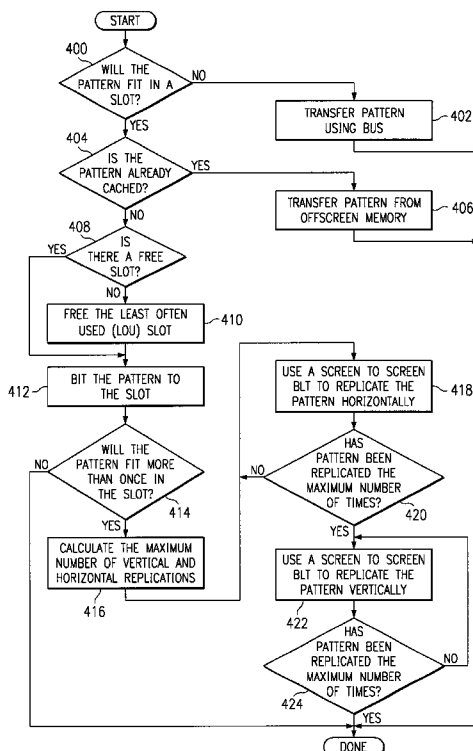 START
400
WILL THE
PATTERN FIT IN A
SLOT?
NO
YES
TRANSFER PATTERN
USING BUS
402
404
IS THE
PATTERN ALREADY
CACHED?
YES
NO
TRANSFER PATTERN FROM
OFFSCREEN MEMORY
406
408
YES
IS
THERE A FREE
SLOT?
NO
FREE THE LEAST OFTEN
USED (LOU) SLOT
410
412
BIT THE PATTERN TO
THE SLOT
NO
WILL THE
PATTERN FIT MORE
THAN ONCE IN
THE SLOT?
414
YES
CALCULATE THE MAXIMUM
NUMBER OF VERTICAL AND
HORIZONTAL REPLICATIONS
416
USE A SCREEN TO SCREEN
BLT TO REPLICATE THE
PATTERN HORIZONTALLY
418
NO
HAS
PATTERN BEEN
REPLICATED THE
MAXIMUM NUMBER
OF TIMES?
420
YES
USE A SCREEN TO SCREEN
BLT TO REPLICATE THE
PATTERN VERTICALLY
422
HAS
PATTERN BEEN
REPLICATED THE
MAXIMUM NUMBER
OF TIMES?
NO
424
YES
DONE